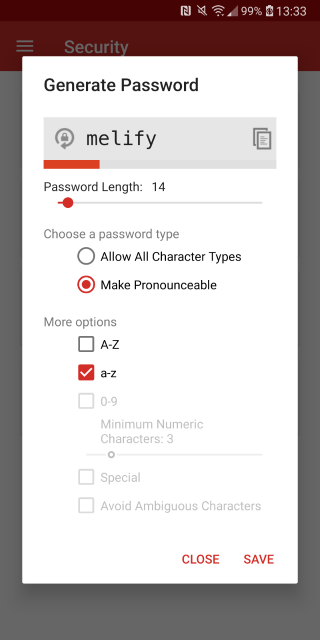 99% 13:33
Security
Generate Password
melify
Password Length: 14
Choose a password type
Allow All Character Types
Make Pronounceable
More options
A-Z
a-z
0-9
Minimum Numeric
Characters: 3
Special
Avoid Ambiguous Characters
CLOSE SAVE